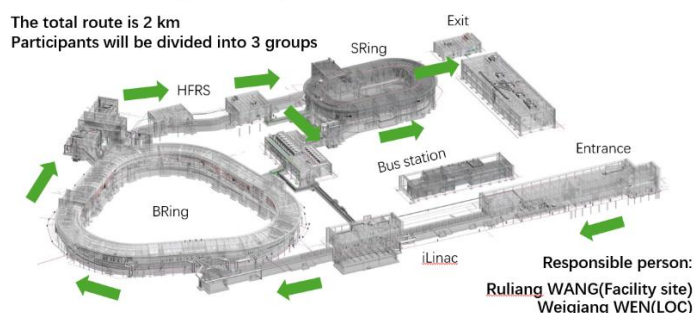 The total route is 2 km
Participants will be divided into 3 groups
Exit
SRing
HFRS
Bus station
Entrance
BRing
iLinac
Responsible person:
Ruliang WANG(Facility site)
Weiqiang WEN(LOC)